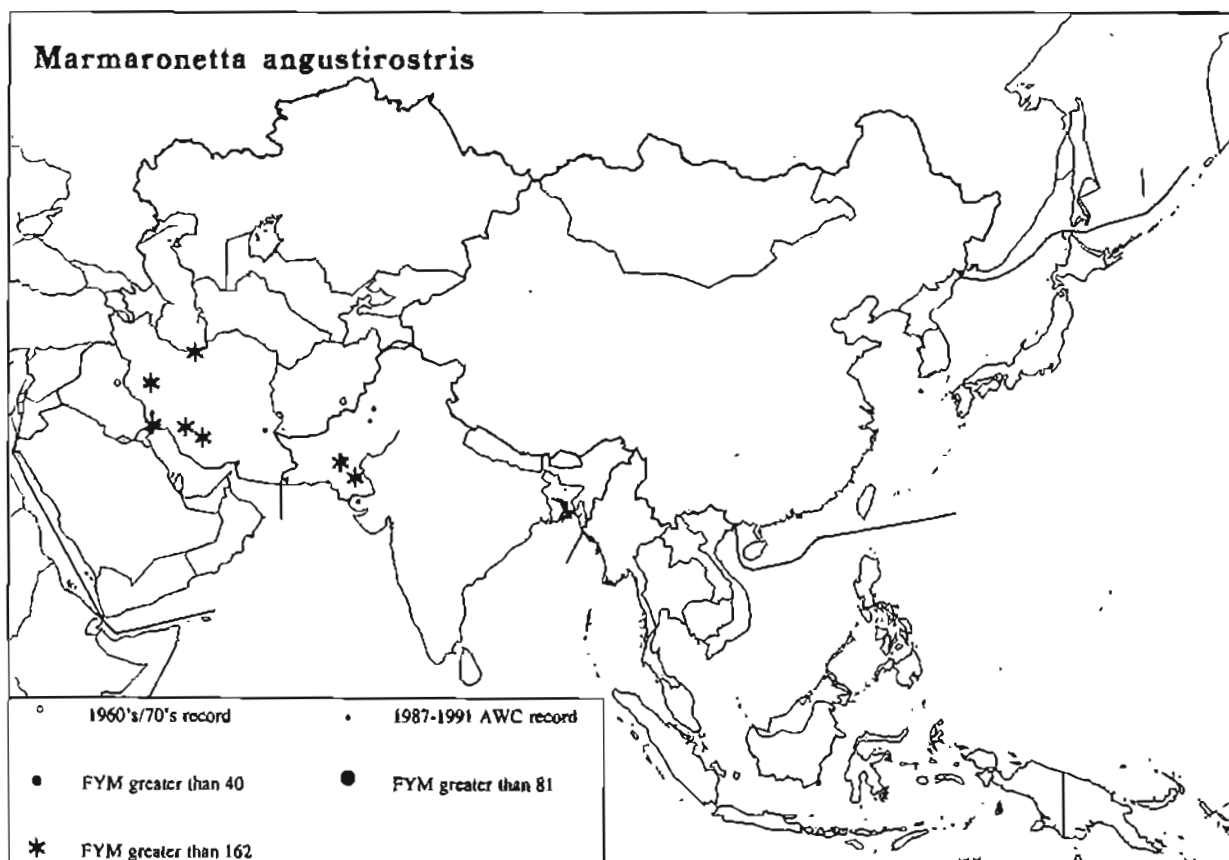 Marmaronetta angustirostris
1960's/70's record
1987-1991 AWC record
FYM greater than 40
FYM greater than 81
FYM greater than 162